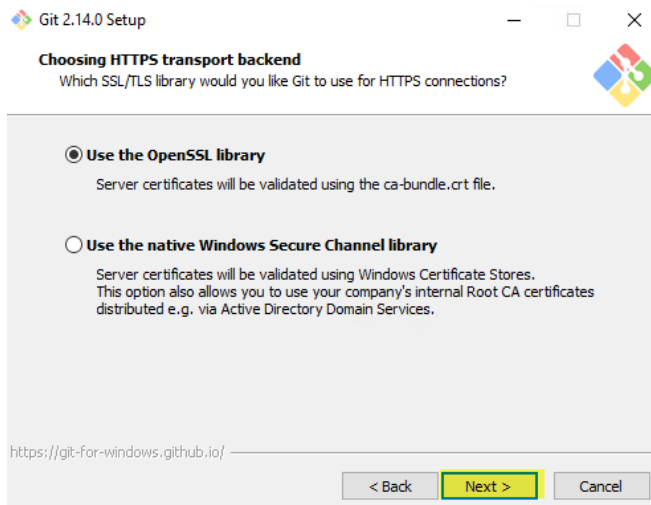 Git 2.14.0 Setup
Choosing HTTPS transport backend
Which SSL/TLS library would you like Git to use for HTTPS connections?
Use the OpenSSL library
Server certificates will be validated using the ca-bundle.crt file.
Use the native Windows Secure Channel library
Server certificates will be validated using Windows Certificate Stores.
This option also allows you to use your company's internal Root CA certificates
distributed e.g. via Active Directory Domain Services.
https://git-for-windows.github.io/
< Back Next > Cancel